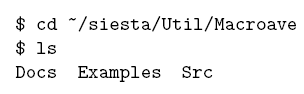 $ cd ~/siesta/Util/Macroave
$ ls
Docs  Examples  Src